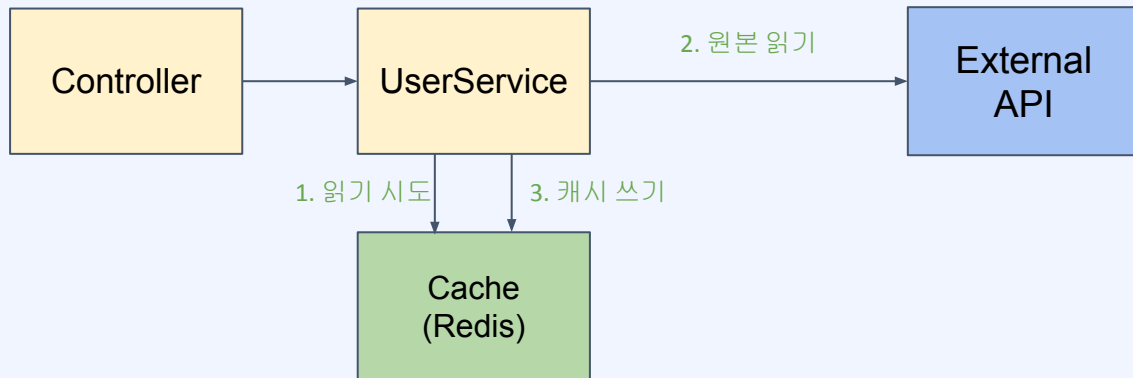 Controller
UserService
2. 원본 읽기
External
API
1. 읽기 시도
3. 캐시 쓰기
Cache
(Redis)